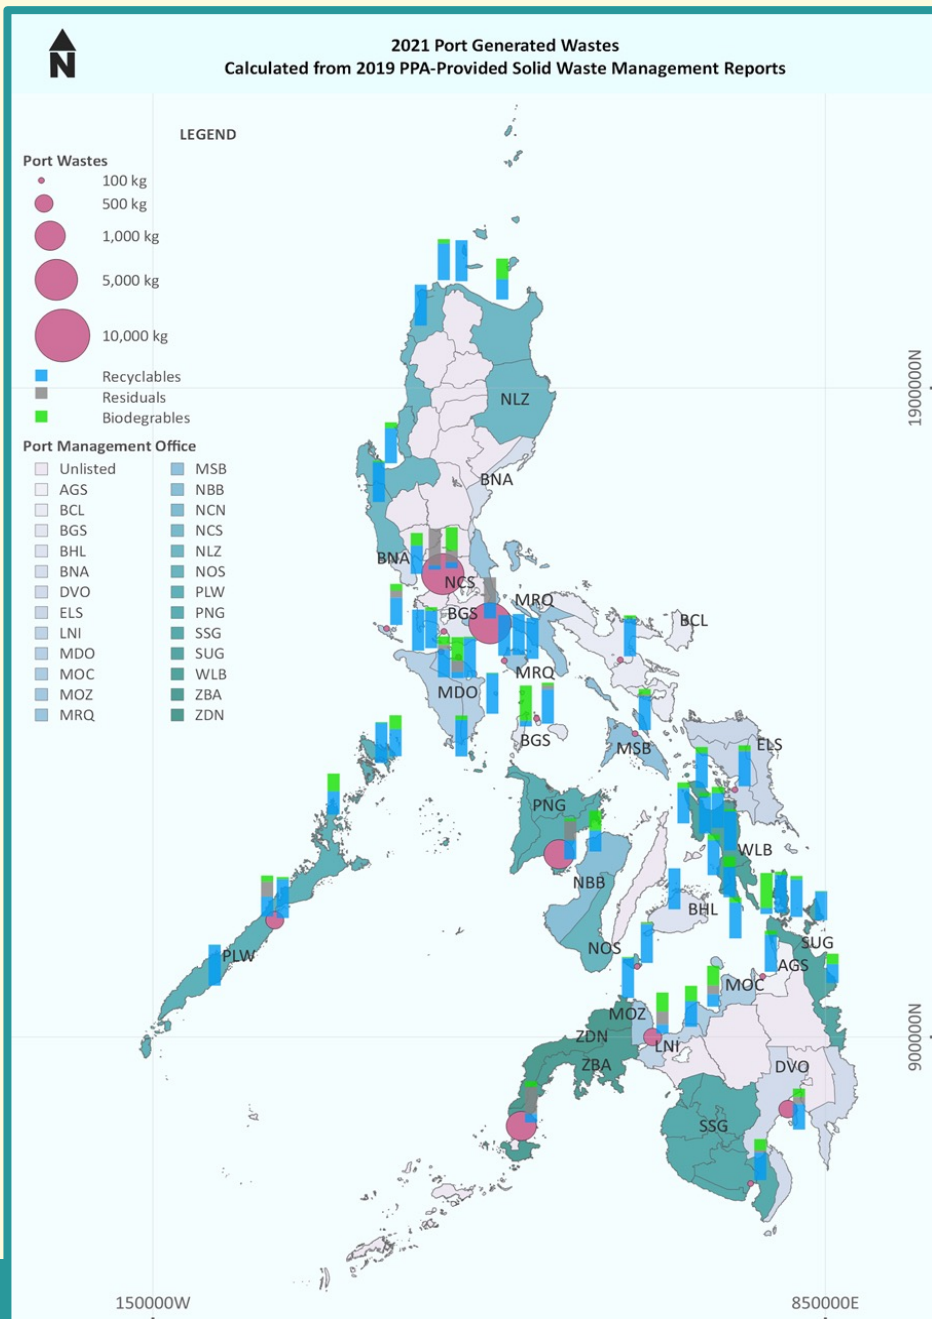 N
2021 Port Generated Wastes
Calculated from 2019 PPA-Provided Solid Waste Management Reports
LEGEND
Port Wastes
100 kg
500 kg
1,000 kg
5,000 kg
10,000 kg
Recyclables
Residuals
Biodegrables
Port Management Office
Unlisted
AGS
BCL
BGS
BHL
BNA
DVO
ELS
LNI
MDO
MOC
MOZ
MRQ
MSB
NBB
NCN
NCS
NLZ
NOS
PLW
PNG
SSG
SUG
WLB
ZBA
ZDN
NLZ
BNA
BNA
NCS
MRQ
BGS
BCL
MRQ
MDO
BGS
MSB
ELS
PNG
WLB
NBB
BHL
NOS
SUG
PLW
AGS
MOC
MOZ
ZDN
LNI
ZBA
DVO
SSG
1900000N
900000N
150000W
850000E